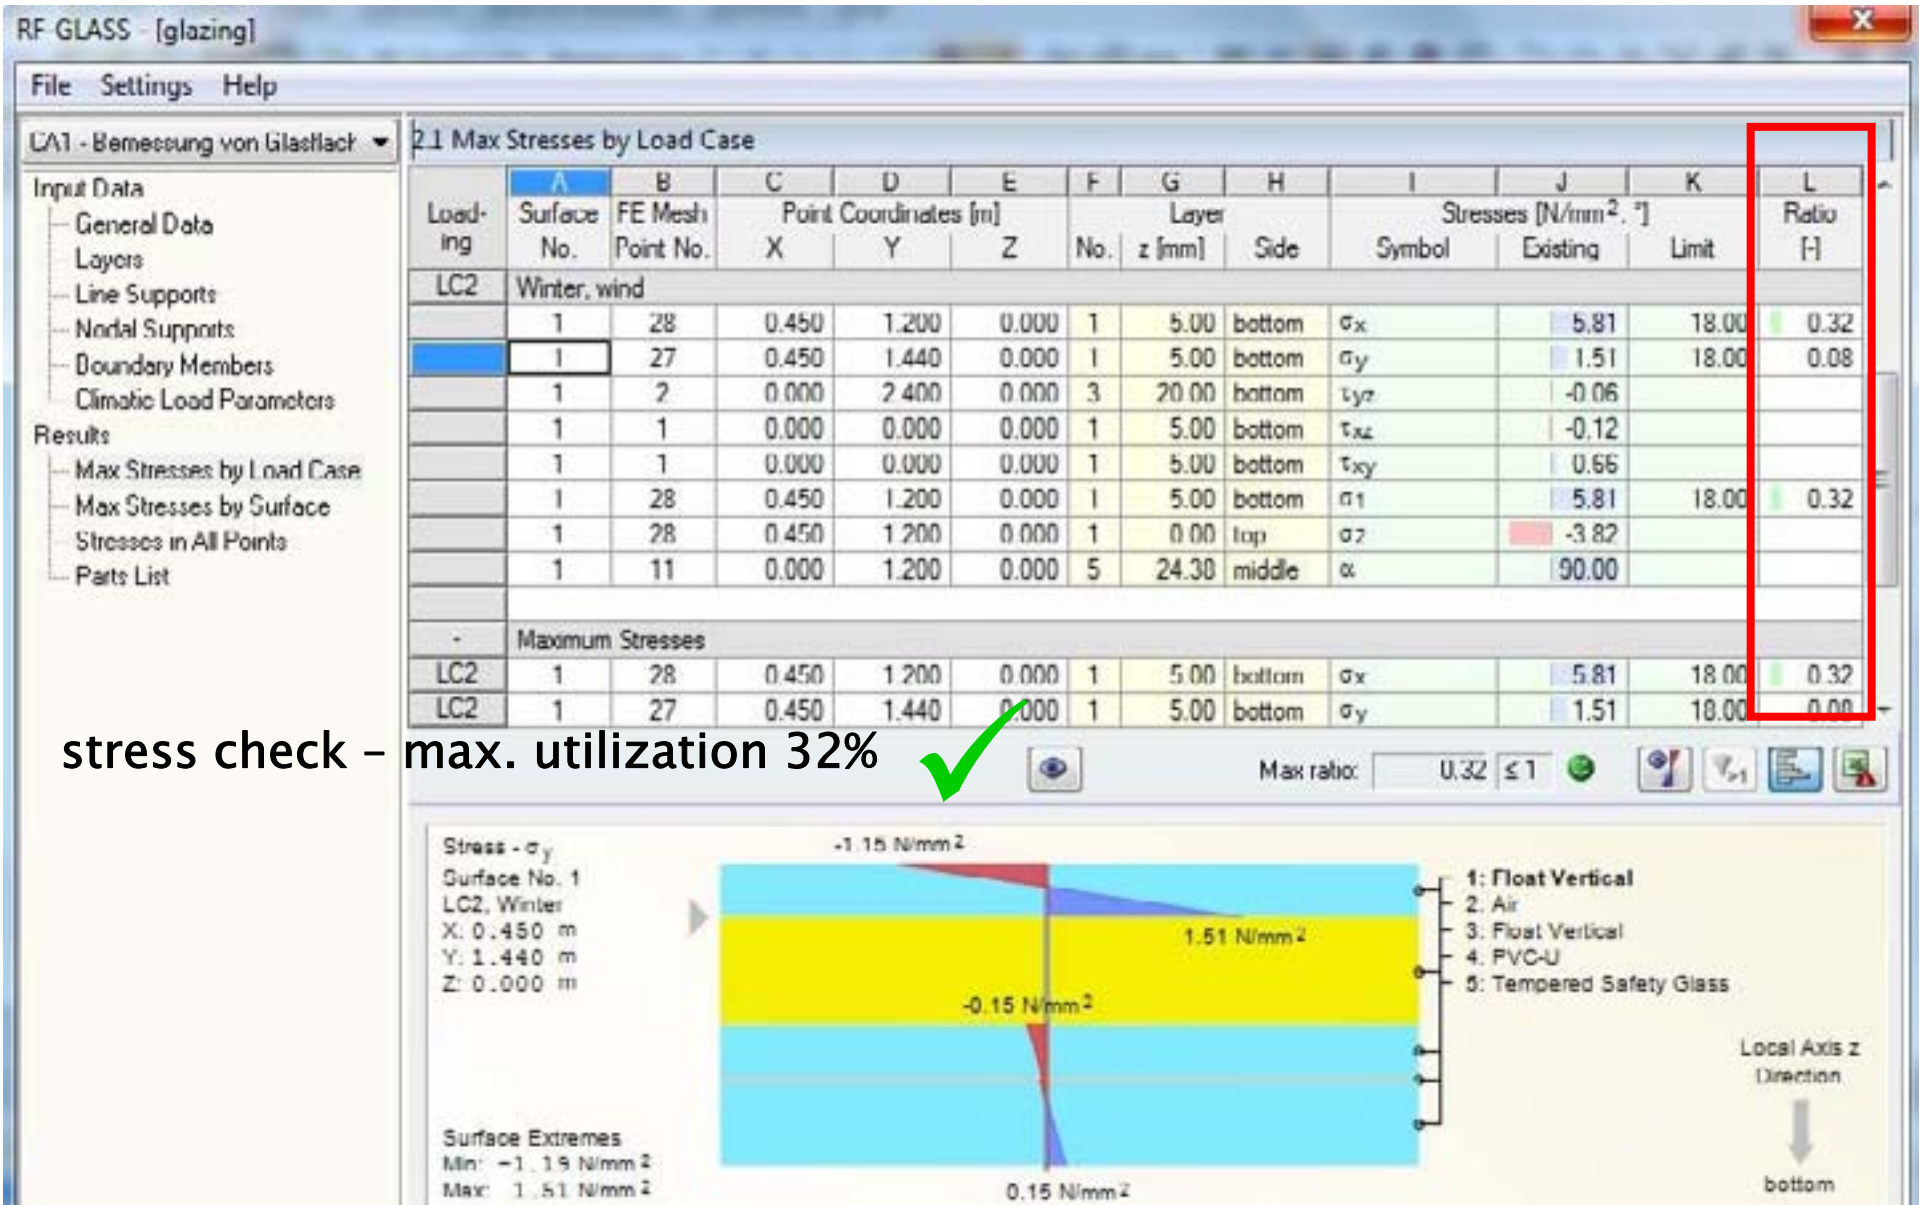 RF GLASS - [glazing]
File Settings Help
CA1 - Bemessung von Glasfläch
2.1 Max Stresses by Load Case
Input Data
General Data
Layers
Line Supports
Nodal Supports
Boundary Members
Climatic Load Parameters
Results
Max Stresses by Load Case
Max Stresses by Surface
Stresses in All Points
Parts List
A B C D E F G H I J K L
Load- Surface FE Mesh Point Coordinates [m] Layer Stresses [N/mm², °] Ratio
ing No. Point No. X Y Z No. z [mm] Side Symbol Existing Limit [-]
LC2 Winter, wind
1 28 0.450 1.200 0.000 1 5.00 bottom σx 5.81 18.00 0.32
1 27 0.450 1.440 0.000 1 5.00 bottom σy 1.51 18.00 0.08
1 2 0.000 2.400 0.000 3 20.00 bottom τyz -0.06
1 1 0.000 0.000 0.000 1 5.00 bottom τxz -0.12
1 1 0.000 0.000 0.000 1 5.00 bottom τxy 0.66
1 28 0.450 1.200 0.000 1 5.00 bottom σ1 5.81 18.00 0.32
1 28 0.450 1.200 0.000 1 0.00 top σ2 -3.82
1 11 0.000 1.200 0.000 5 24.38 middle α 90.00
- Maximum Stresses
LC2 1 28 0.450 1.200 0.000 1 5.00 bottom σx 5.81 18.00 0.32
LC2 1 27 0.450 1.440 0.000 1 5.00 bottom σy 1.51 18.00 0.08
stress check – max. utilization 32%
Max ratio: 0.32 ≤ 1
Stress - σy
Surface No. 1
LC2, Winter
X: 0.450 m
Y: 1.440 m
Z: 0.000 m
Surface Extremes
Min: -1.19 N/mm²
Max: 1.51 N/mm²
-1.15 N/mm²
1.51 N/mm²
-0.15 N/mm²
0.15 N/mm²
1: Float Vertical
2. Air
3. Float Vertical
4. PVC-U
5: Tempered Safety Glass
Local Axis z
Direction
bottom